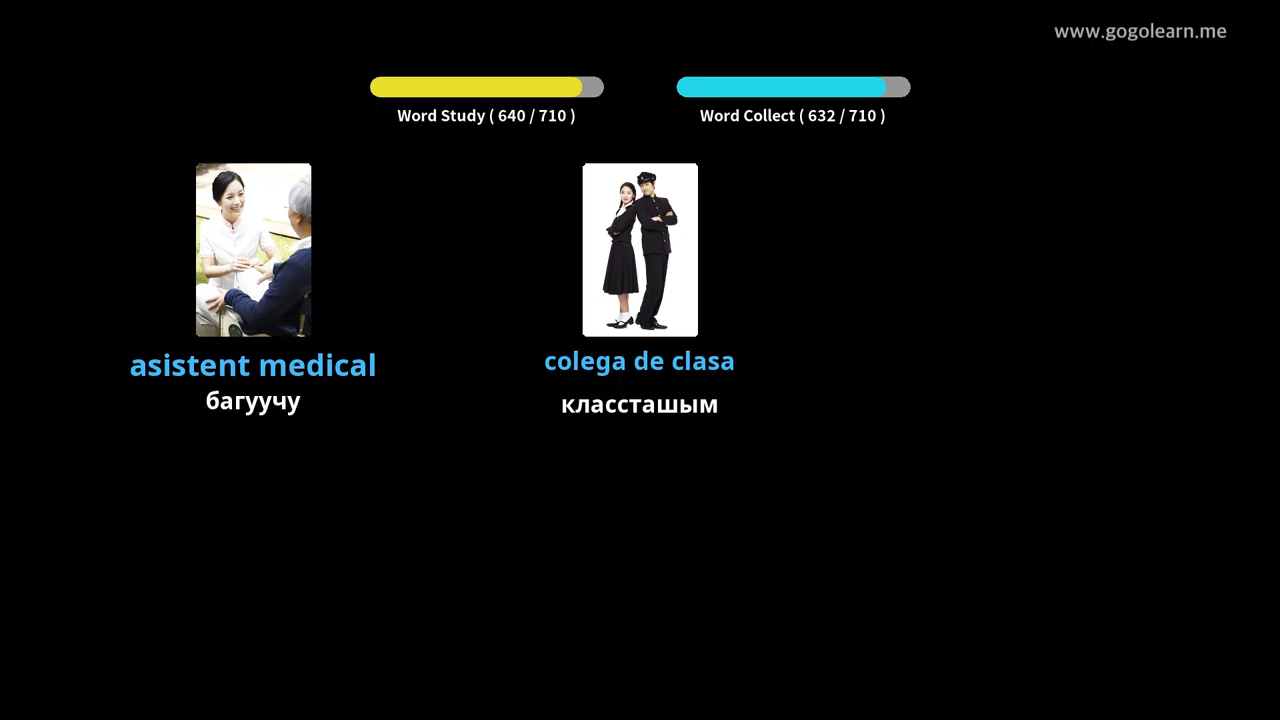 www.gogolearn.me
Word Study ( 640 / 710 )
Word Collect ( 632 / 710 )
asistent medical
багуучу
colega de clasa
классташым